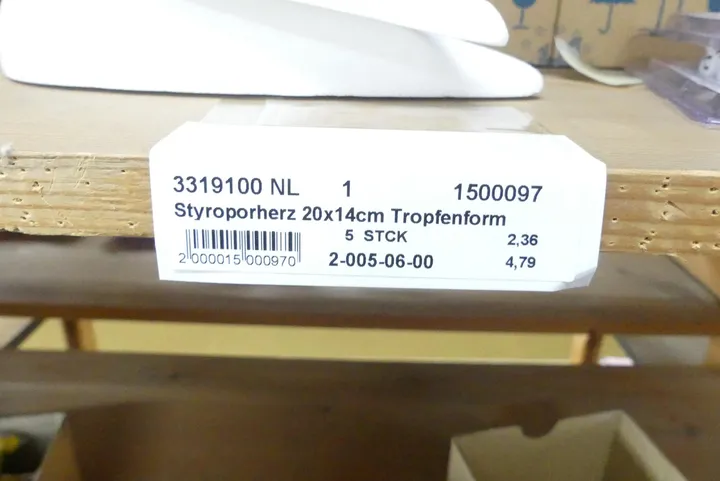 3319100 NL 1 1500097
Styroporherz 20x14cm Tropfenform
5 STCK 2,36
2 000015 000970 2-005-06-00 4,79